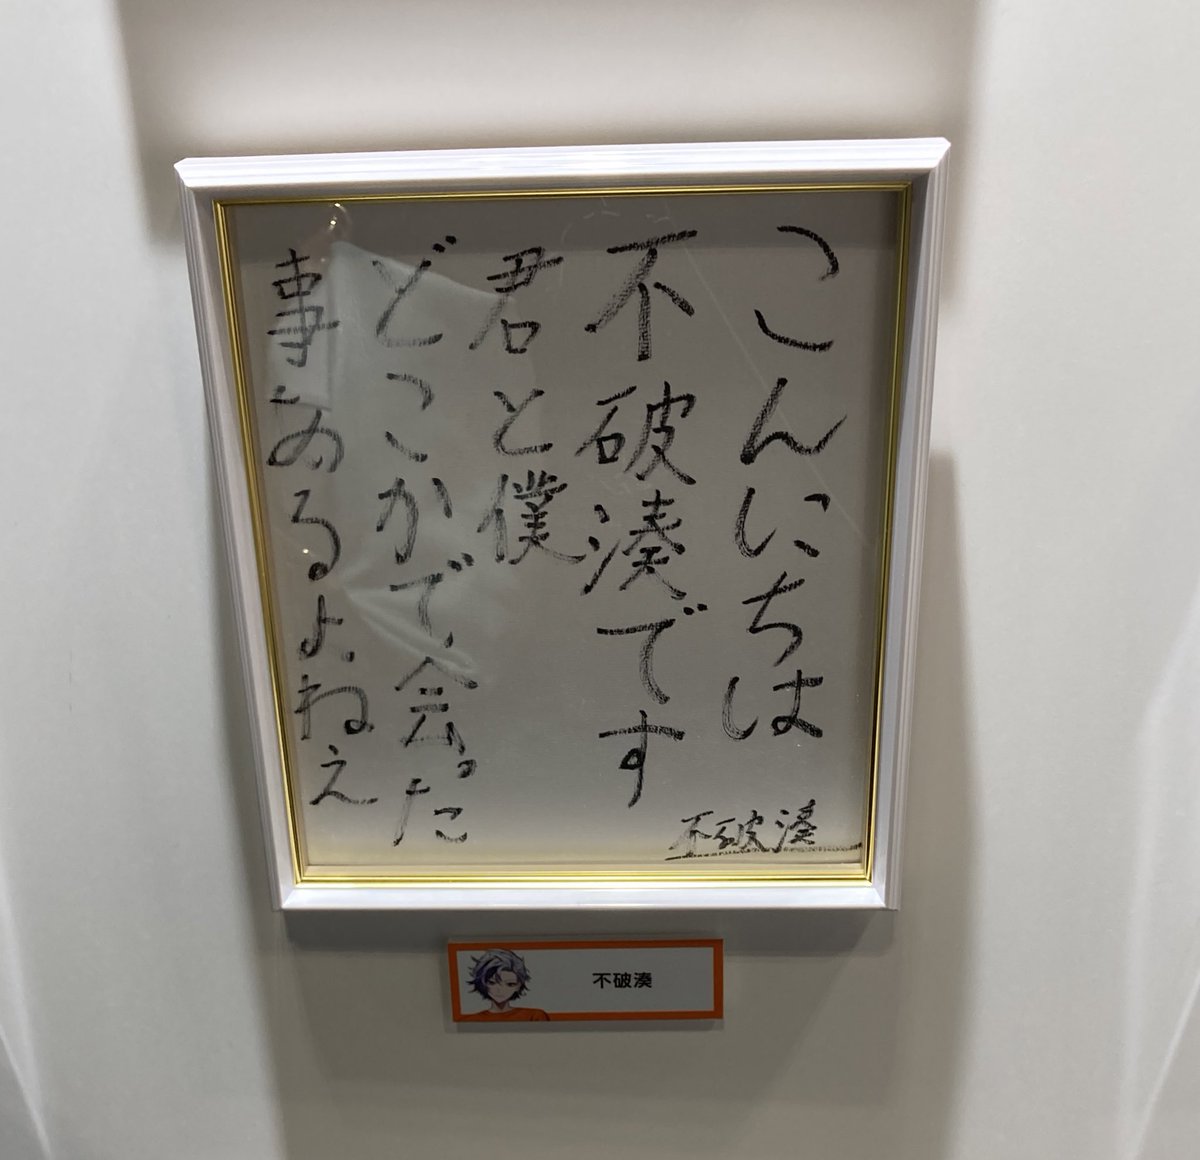 こんにちは
不破湊です
君と僕
どこかで会った
事あるよねえ
不破湊
不破湊